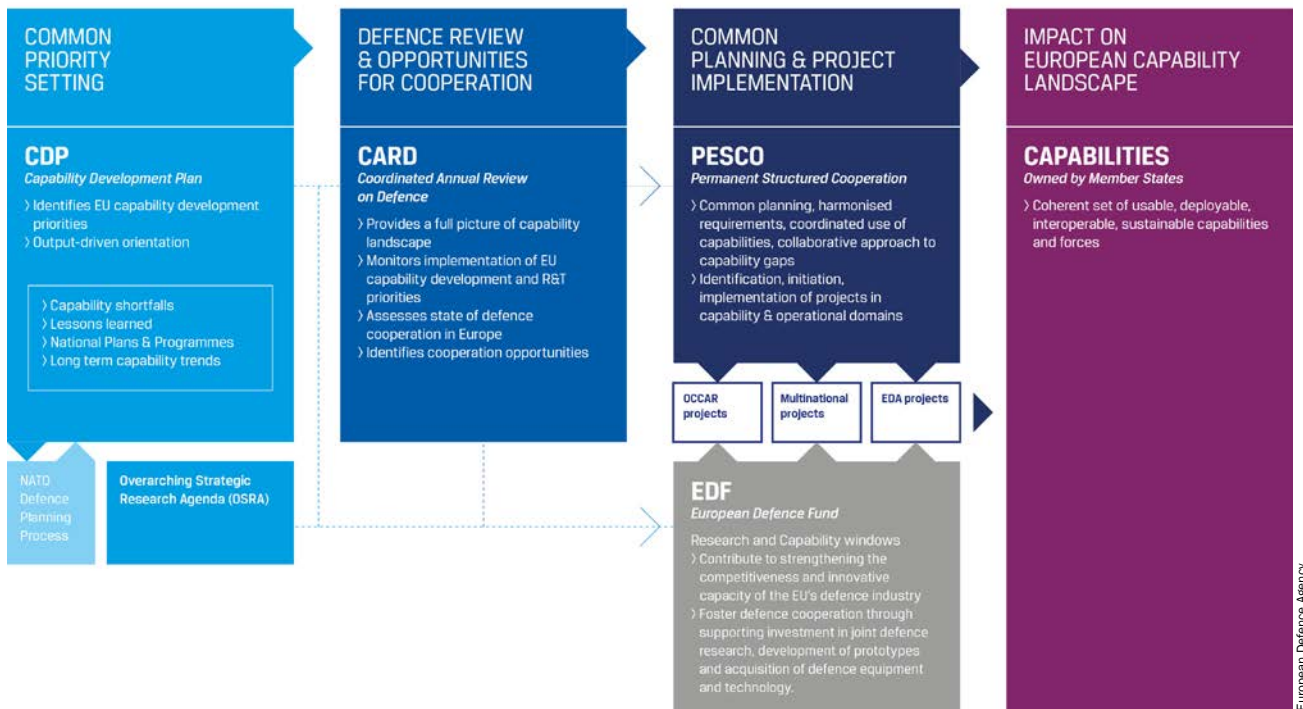 COMMON
PRIORITY
SETTING
CDP
Capability Development Plan
› Identifies EU capability development
priorities
› Output-driven orientation
› Capability shortfalls
› Lessons learned
› National Plans & Programmes
› Long term capability trends
NATO
Defence
Planning
Process
Overarching Strategic
Research Agenda (OSRA)
DEFENCE REVIEW
& OPPORTUNITIES
FOR COOPERATION
CARD
Coordinated Annual Review
on Defence
› Provides a full picture of capability
landscape
› Monitors implementation of EU
capability development and R&T
priorities
› Assesses state of defence
cooperation in Europe
› Identifies cooperation opportunities
COMMON
PLANNING & PROJECT
IMPLEMENTATION
PESCO
Permanent Structured Cooperation
› Common planning, harmonised
requirements, coordinated use of
capabilities, collaborative approach to
capability gaps
› Identification, initiation,
implementation of projects in
capability & operational domains
OCCAR
projects
Multinational
projects
EDA projects
EDF
European Defence Fund
Research and Capability windows
› Contribute to strengthening the
competitiveness and innovative
capacity of the EU's defence industry
› Foster defence cooperation through
supporting investment in joint defence
research, development of prototypes
and acquisition of defence equipment
and technology.
IMPACT ON
EUROPEAN CAPABILITY
LANDSCAPE
CAPABILITIES
Owned by Member States
› Coherent set of usable, deployable,
interoperable, sustainable capabilities
and forces
European Defence Agency